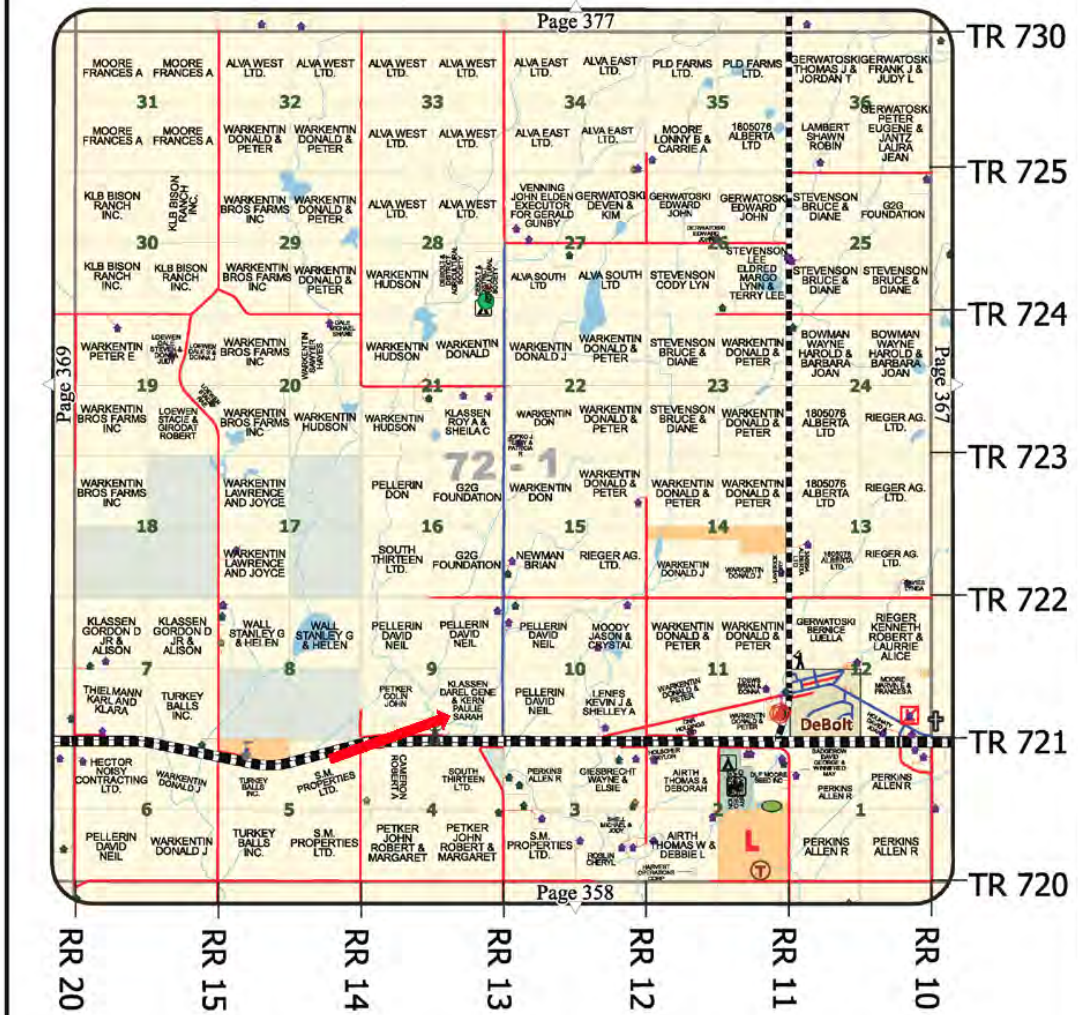 Page 377
TR 730
MOORE FRANCES A
MOORE FRANCES A
ALVA WEST LTD.
ALVA WEST LTD.
ALVA WEST LTD.
ALVA WEST LTD.
ALVA EAST LTD.
ALVA EAST LTD.
PLD FARMS LTD.
PLD FARMS LTD.
GERWATOSKI THOMAS J & JORDAN T
GERWATOSKI FRANK J & JUDY L
31
32
33
34
35
36
MOORE FRANCES A
MOORE FRANCES A
WARKENTIN DONALD & PETER
WARKENTIN DONALD & PETER
ALVA WEST LTD.
ALVA WEST LTD.
ALVA EAST LTD.
ALVA EAST LTD.
MOORE LONNY B & CARRIE A
1605076 ALBERTA LTD
LAMBERT SHAWN ROBIN
GERWATOSKI PETER EUGENE & JANTZ LAURA JEAN
TR 725
KLB BISON RANCH INC.
KLB BISON RANCH INC.
WARKENTIN BROS FARMS INC
WARKENTIN DONALD & PETER
ALVA WEST LTD.
ALVA WEST LTD.
VENNING JOHN ELDEN EXECUTOR FOR GERALD GUNBY
GERWATOSKI DEVEN & KIM
GERWATOSKI EDWARD JOHN
GERWATOSKI EDWARD JOHN
STEVENSON BRUCE & DIANE
G2G FOUNDATION
30
29
28
27
26
25
KLB BISON RANCH INC.
KLB BISON RANCH INC.
WARKENTIN BROS FARMS INC
WARKENTIN DONALD & PETER
WARKENTIN HUDSON
ALVA SOUTH LTD
ALVA SOUTH LTD
STEVENSON CODY LYN
STEVENSON LEE ELDRED MARGO LYNN & TERRY LEE
STEVENSON BRUCE & DIANE
STEVENSON BRUCE & DIANE
TR 724
Page 369
Page 367
WARKENTIN PETER E
WARKENTIN BROS FARMS INC
WARKENTIN SAWYER HAYES
WARKENTIN HUDSON
WARKENTIN DONALD
WARKENTIN DONALD J
WARKENTIN DONALD & PETER
STEVENSON BRUCE & DIANE
WARKENTIN DONALD & PETER
BOWMAN WAYNE HAROLD & BARBARA JOAN
BOWMAN WAYNE HAROLD & BARBARA JOAN
19
20
21
22
23
24
WARKENTIN BROS FARMS INC
LOEWEN STACIE & GIRODAT ROBERT
WARKENTIN BROS FARMS INC
WARKENTIN HUDSON
WARKENTIN HUDSON
KLASSEN ROY A & SHEILA C
WARKENTIN DON
WARKENTIN DONALD & PETER
STEVENSON BRUCE & DIANE
WARKENTIN DONALD & PETER
1805076 ALBERTA LTD
RIEGER AG. LTD.
TR 723
72 - 1
WARKENTIN BROS FARMS INC
WARKENTIN LAWRENCE AND JOYCE
PELLERIN DON
G2G FOUNDATION
WARKENTIN DON
WARKENTIN DONALD & PETER
WARKENTIN DONALD & PETER
WARKENTIN DONALD & PETER
1805076 ALBERTA LTD
RIEGER AG. LTD.
18
17
16
15
14
13
WARKENTIN LAWRENCE AND JOYCE
SOUTH THIRTEEN LTD.
G2G FOUNDATION
NEWMAN BRIAN
RIEGER AG. LTD.
WARKENTIN DONALD J
WARKENTIN DONALD J
1805076 ALBERTA LTD
RIEGER AG. LTD.
TR 722
KLASSEN GORDON D JR & ALISON
KLASSEN GORDON D JR & ALISON
WALL STANLEY G & HELEN
WALL STANLEY G & HELEN
PELLERIN DAVID NEIL
PELLERIN DAVID NEIL
PELLERIN DAVID NEIL
MOODY JASON & CRYSTAL
WARKENTIN DONALD & PETER
WARKENTIN DONALD & PETER
GERWATOSKI BERNICE LUELLA
RIEGER KENNETH ROBERT & LAURRIE ALICE
7
8
9
10
11
12
THIELMANN KARL AND KLARA
TURKEY BALLS INC.
PETKER COLIN JOHN
KLASSEN DAREL GENE & KERN PAULIE SARAH
PELLERIN DAVID NEIL
LENES KEVIN J & SHELLEY A
WARKENTIN DONALD & PETER
WARKENTIN DONALD & PETER
DeBolt
TR 721
HECTOR NOISY CONTRACTING LTD.
WARKENTIN DONALD J
TURKEY BALLS INC.
S.M. PROPERTIES LTD.
CAMERON ROBERTA
SOUTH THIRTEEN LTD.
PERKINS ALLEN R
GIESBRECHT WAYNE & ELSIE
AIRTH THOMAS & DEBORAH
PERKINS ALLEN R
PERKINS ALLEN R
6
5
4
3
2
1
PELLERIN DAVID NEIL
WARKENTIN DONALD J
TURKEY BALLS INC.
S.M. PROPERTIES LTD.
PETKER JOHN ROBERT & MARGARET
PETKER JOHN ROBERT & MARGARET
S.M. PROPERTIES LTD.
ROSLIN CHERYL
AIRTH THOMAS W & DEBBIE L
L
T
PERKINS ALLEN R
PERKINS ALLEN R
Page 358
TR 720
RR 20
RR 15
RR 14
RR 13
RR 12
RR 11
RR 10